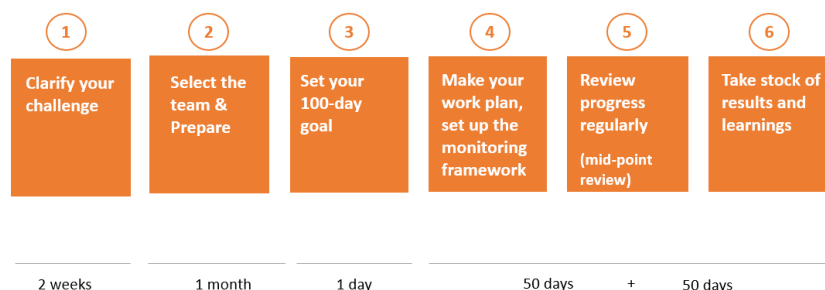 1
2
3
4
5
6
Clarify your
challenge
Select the
team &
Prepare
Set your
100-day
goal
Make your
work plan,
set up the
monitoring
framework
Review
progress
regularly
(mid-point
review)
Take stock of
results and
learnings
2 weeks
1 month
1 day
50 days + 50 days